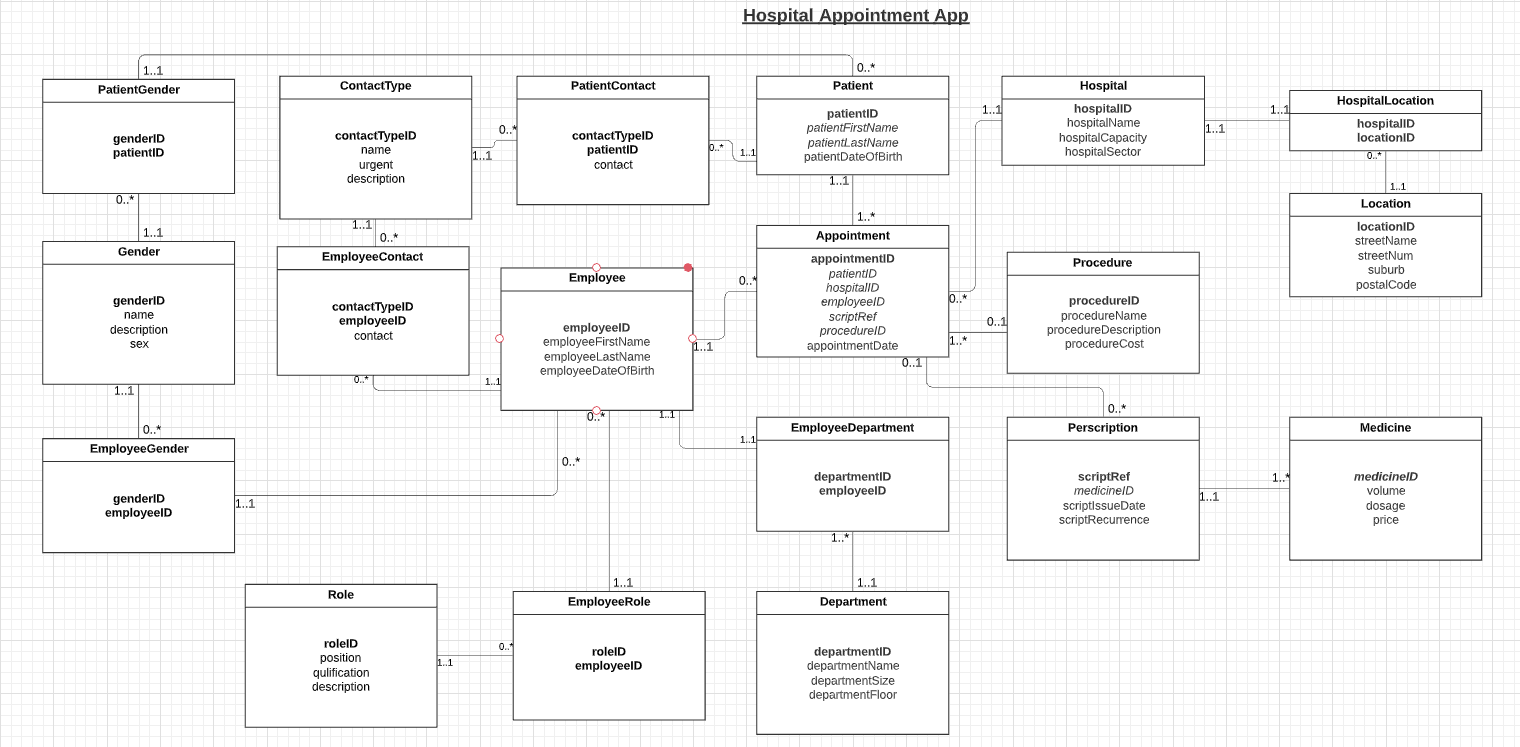 Hospital Appointment App
1..1
0..*
PatientGender
genderID
patientID
0..*
1..1
ContactType
contactTypeID
name
urgent
description
1..1
0..*
1..1
0..*
PatientContact
contactTypeID
patientID
contact
0..*
1..1
Patient
patientID
patientFirstName
patientLastName
patientDateOfBirth
1..1
1..*
Hospital
hospitalID
hospitalName
hospitalCapacity
hospitalSector
1..1
1..1
1..1
HospitalLocation
hospitalID
locationID
0..*
1..1
Location
locationID
streetName
streetNum
suburb
postalCode
Gender
genderID
name
description
sex
1..1
0..*
EmployeeContact
contactTypeID
employeeID
contact
0..*
1..1
Employee
employeeID
employeeFirstName
employeeLastName
employeeDateOfBirth
1..1
0..*
0..*
1..1
0..*
Appointment
appointmentID
patientID
hospitalID
employeeID
scriptRef
procedureID
appointmentDate
0..*
1..*
0..1
0..1
0..*
Procedure
procedureID
procedureName
procedureDescription
procedureCost
EmployeeGender
genderID
employeeID
1..1
EmployeeDepartment
departmentID
employeeID
1..1
1..*
1..1
Perscription
scriptRef
medicineID
scriptIssueDate
scriptRecurrence
1..1
1..*
Medicine
medicineID
volume
dosage
price
Role
roleID
position
qulification
description
1..1
0..*
1..1
EmployeeRole
roleID
employeeID
Department
departmentID
departmentName
departmentSize
departmentFloor